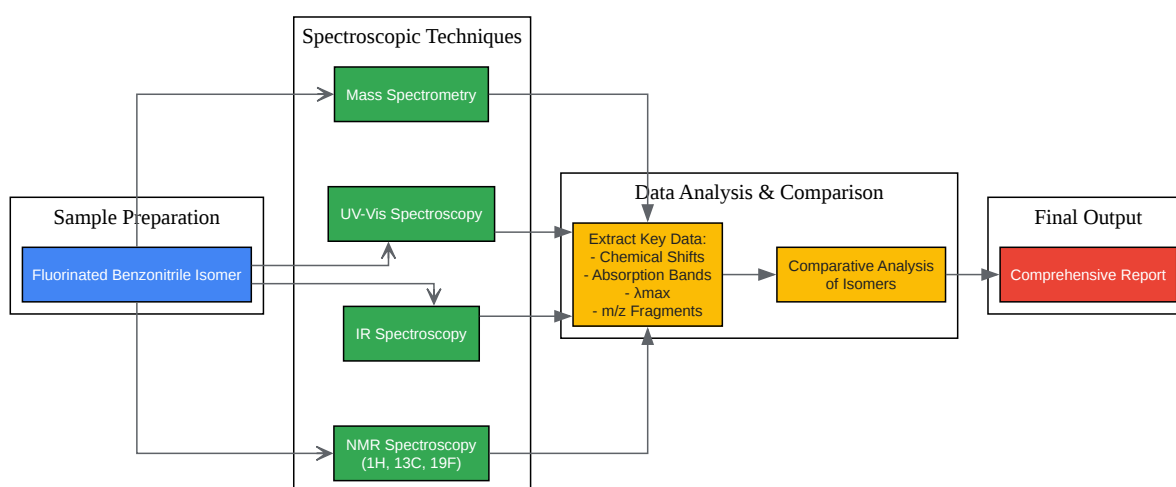 Spectroscopic Techniques
Mass Spectrometry
UV-Vis Spectroscopy
IR Spectroscopy
NMR Spectroscopy
(1H, 13C, 19F)
Sample Preparation
Fluorinated Benzonitrile Isomer
Data Analysis & Comparison
Extract Key Data:
- Chemical Shifts
- Absorption Bands
- λmax
- m/z Fragments
Comparative Analysis
of Isomers
Final Output
Comprehensive Report